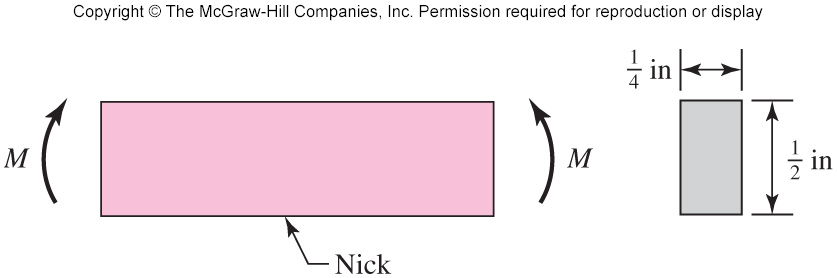 Copyright © The McGraw-Hill Companies, Inc. Permission required for reproduction or display
1/4 in
M
M
1/2 in
Nick